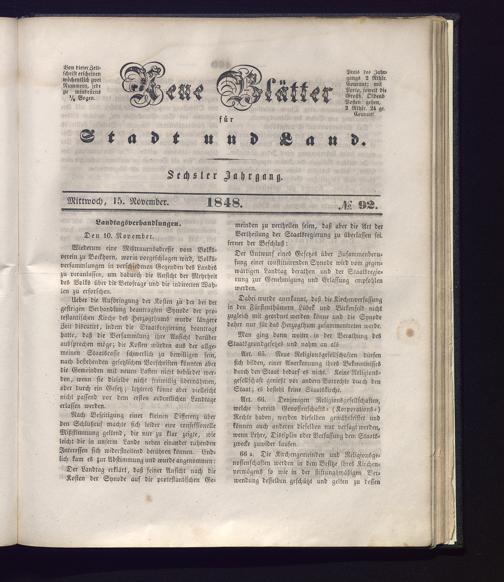 Von dieser Zeit-
schrift erscheinen
wöchentlich zwei
Nummern, jede
zu mindestens
¼ Bogen.
Neue Blätter
Preis des Jahr-
gangs 2 Rthlr.
Courant; mit
Porto, soweit die
Grosh. Oldenb.
Posten gehen,
2 Rthlr. 24 gr.
Courant.
für
Stadt und Land.
Sechster Jahrgang.
Mittwoch, 15. November. 1848. № 92.
Landtagsverhandlungen.
Den 10. November.
Wiederum eine Mißtrauensadresse vom Volks-
verein zu Berkhorn, worin vorgeschlagen wird, Volks-
versammlungen in verschiedenen Gegenden des Landes
zu veranlassen, um dadurch die Ansicht der Mehrheit
des Volks über die Vetofrage und die indirecten Wah-
len zu erforschen.
Ueber die Aufbringung der Kosten zu der bei der
gestrigen Verhandlung beantragten Synode der pro-
testantischen Kirche des Herzogthums wurde längere
Zeit debattirt, indem die Staatsregierung beantragt
hatte, daß die Versammlung ihre Ansicht darüber
aussprechen möge; die Kosten würden aus der allge-
meinen Staatscasse schwerlich zu bewilligen sein,
nach bestehenden gesetzlichen Vorschriften könnten aber
die Gemeinden mit neuen Lasten nicht behürdet wer-
den, wenn sie dieselbe nicht freiwillig übernähmen,
aber durch ein Gesetz; letzteres könne aber vielleicht
nicht passend vor dem ersten ordentlichen Landtage
erlassen werden.
Nach Beseitigung einer kleinen Differenz über
den Schlußsatz machte sich leider eine confessionelle
Mißstimmung geltend, die nur zu klar zeigte, wie
leicht die in unserm Lande neben einander ruhenden
Interessen sich widerstreitend berühren können. End-
lich kam es zur Abstimmung und wurde angenommen:
Der Landtag erklärt, daß seiner Ansicht nach die
Kosten der Synode auf die protestantischen Ge-
meinden zu vertheilen seien, daß aber die Art der
Vertheilung der Staatsregierung zu überlassen sei
ferner der Beschluß:
Der Entwurf eines Gesetzes über Zusammenberu-
fung einer constituirenden Synode wird vom gegen-
wärtigen Landtag berathen und der Staatsregie-
rung zur Genehmigung und Erlassung empfohlen
werden.
Dabei wurde anerkannt, daß die Kirchenverfassung
in den Fürstenthümern Lübek und Birkenfeld nicht
zugleich mit geordnet werden könne und die Synode
daher nur für das Herzogthum zusammentreten werde.
Man ging dann weiter in der Berathung des
Staatsgrundgesetzes und nahm an als
Art. 65. Neue Religionsgesellschaften dürfen
sich bilden, einer Anerkennung ihres Bekenntnisses
durch den Staat bedarf es nicht. Keine Religions-
gesellschaft genießt vor andern Vorrechte durch den
Staat, es besteht keine Staatskirche.
Art. 66. Denjenigen Religionsgesellschaften,
welche bereits Genossenschafts- (Korporations-)
Rechte haben, werden dieselben gewährleistet und
können auch anderen dieselben nur verfügt werden,
wenn Lehre, Disciplin oder Verfassung dem Staats-
zwecke zuwider laufen.
66 a. Die Kirchengemeinden und Religionsge-
nossenschaften werden in dem Besitze ihres Kirchen-
vermögens so wie in der stiftungsmäßigen Ver-
wendung desselben geschützt und gelten zu dessen